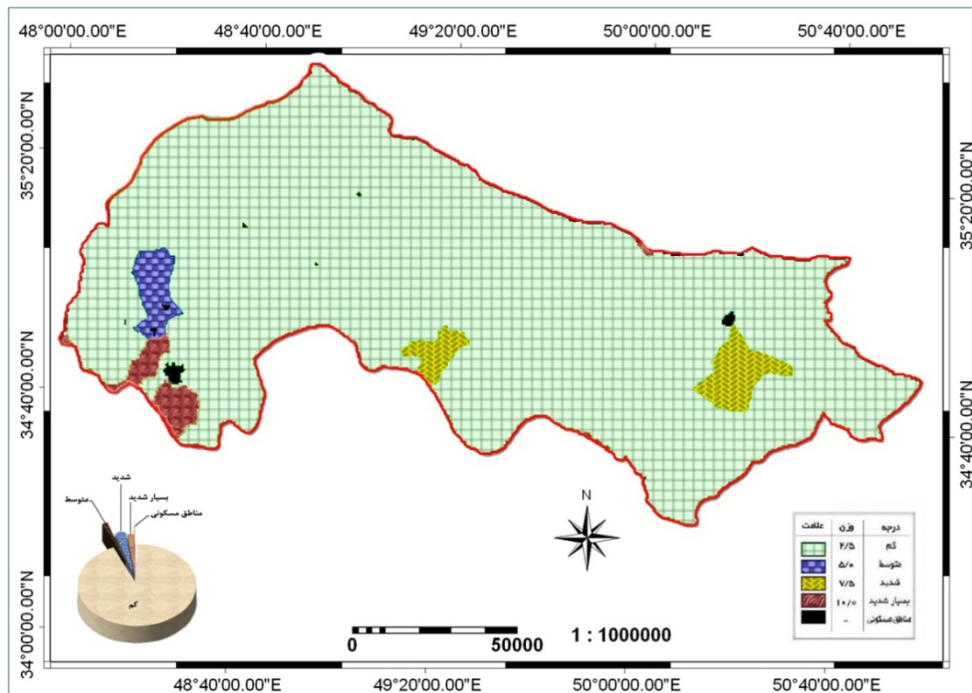 48°00'00.00"E 48°40'00.00"E 49°20'00.00"E 50°00'00.00"E 50°40'00.00"E
35°20'00.00"N
35°20'00.00"N
34°40'00.00"N
34°40'00.00"N
34°00'00.00"N
شدید
متوسط
بسیار شدید
مناطق مسکونی
کم
N
درجه وزن علامت
کم ۲/۵
متوسط ۵/۰
شدید ۷/۵
بسیار شدید ۱۰/۰
مناطق مسکونی -
0 50000
1 : 1000000
48°40'00.00"E 49°20'00.00"E 50°00'00.00"E 50°40'00.00"E